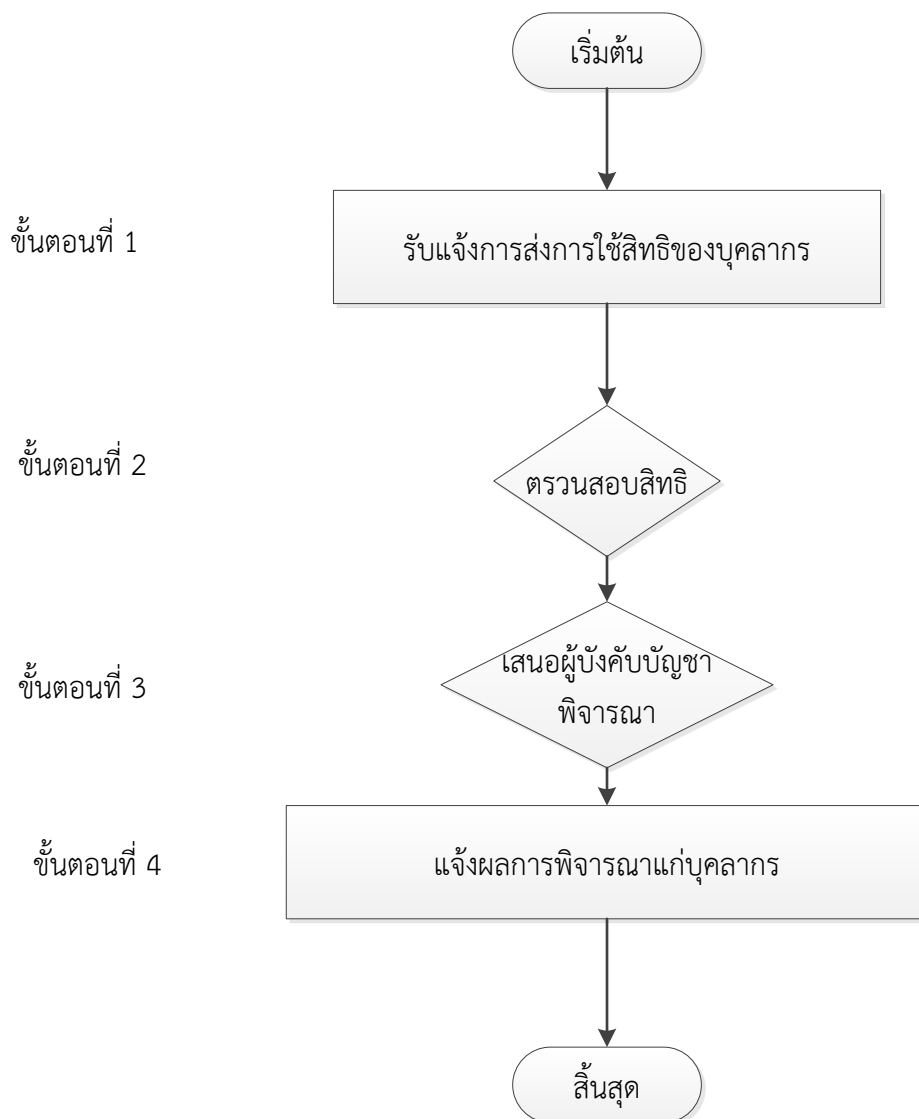 เริ่มต้น
ขั้นตอนที่ 1
รับแจ้งการส่งการใช้สิทธิของบุคลากร
ขั้นตอนที่ 2
ตรวนสอบสิทธิ
ขั้นตอนที่ 3
เสนอผู้บังคับบัญชา
พิจารณา
ขั้นตอนที่ 4
แจ้งผลการพิจารณาแก่บุคลากร
สิ้นสุด